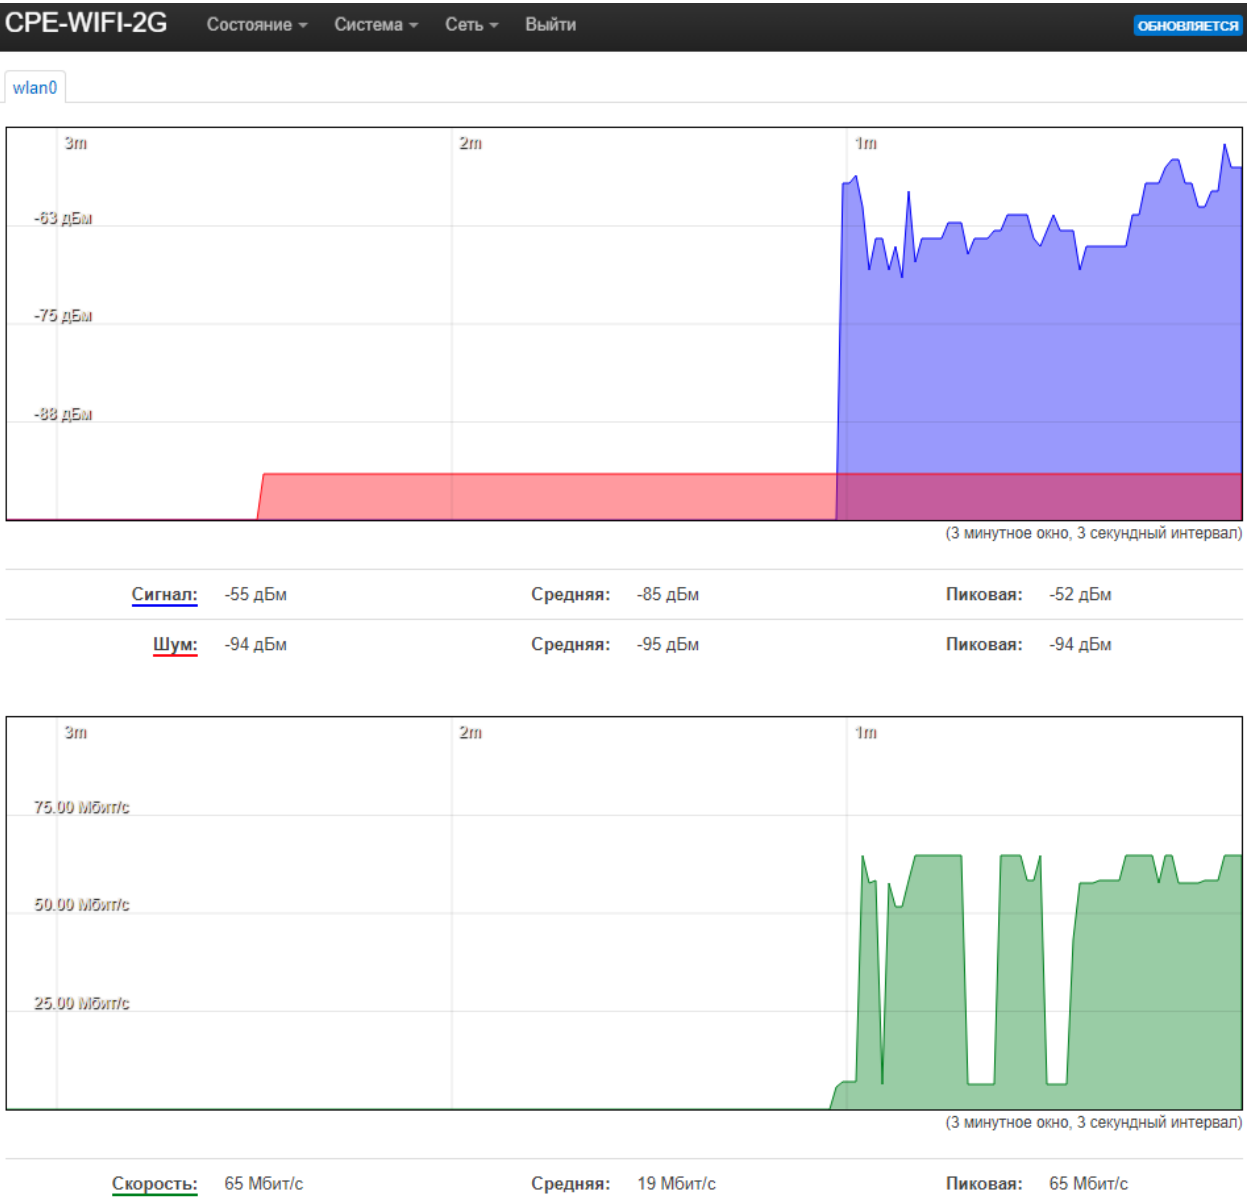 CPE-WIFI-2G Состояние Система Сеть Выйти ОБНОВЛЯЕТСЯ
wlan0
3m 2m 1m
-63 дБм
-75 дБм
-88 дБм
(3 минутное окно, 3 секундный интервал)
Сигнал: -55 дБм Средняя: -85 дБм Пиковая: -52 дБм
Шум: -94 дБм Средняя: -95 дБм Пиковая: -94 дБм
3m 2m 1m
75.00 Мбит/с
50.00 Мбит/с
25.00 Мбит/с
(3 минутное окно, 3 секундный интервал)
Скорость: 65 Мбит/с Средняя: 19 Мбит/с Пиковая: 65 Мбит/с